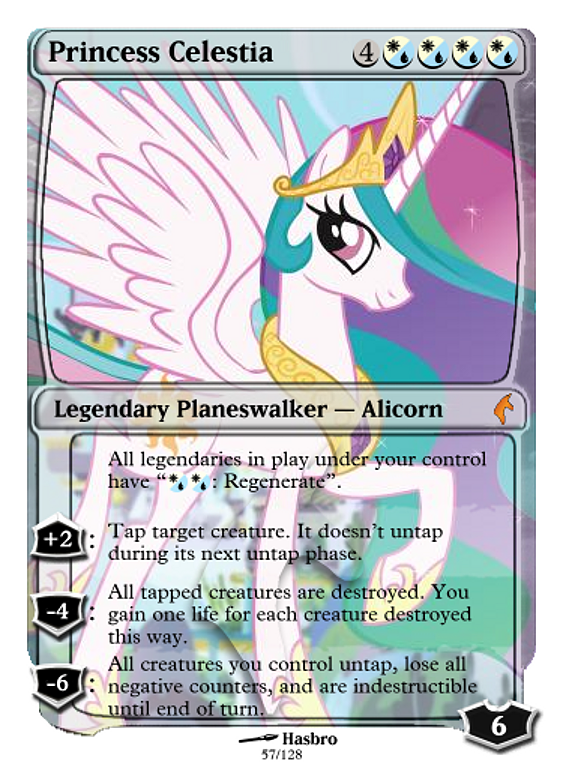 Princess Celestia 4
Legendary Planeswalker — Alicorn
All legendaries in play under your control
have “ : Regenerate”.
+2 : Tap target creature. It doesn’t untap
during its next untap phase.
All tapped creatures are destroyed. You
-4 : gain one life for each creature destroyed
this way.
All creatures you control untap, lose all
-6 : negative counters, and are indestructible
until end of turn.
6
Hasbro
57/128